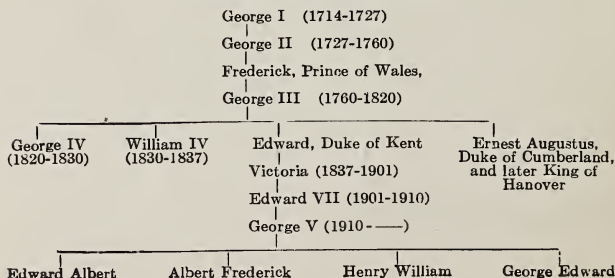 George I (1714-1727)
George II (1727-1760)
Frederick, Prince of Wales,
George III (1760-1820)
George IV
(1820-1830)
William IV
(1830-1837)
Edward, Duke of Kent
Ernest Augustus,
Duke of Cumberland,
and later King of
Hanover
Victoria (1837-1901)
Edward VII (1901-1910)
George V (1910-——)
Edward Albert
Albert Frederick
Henry William
George Edward